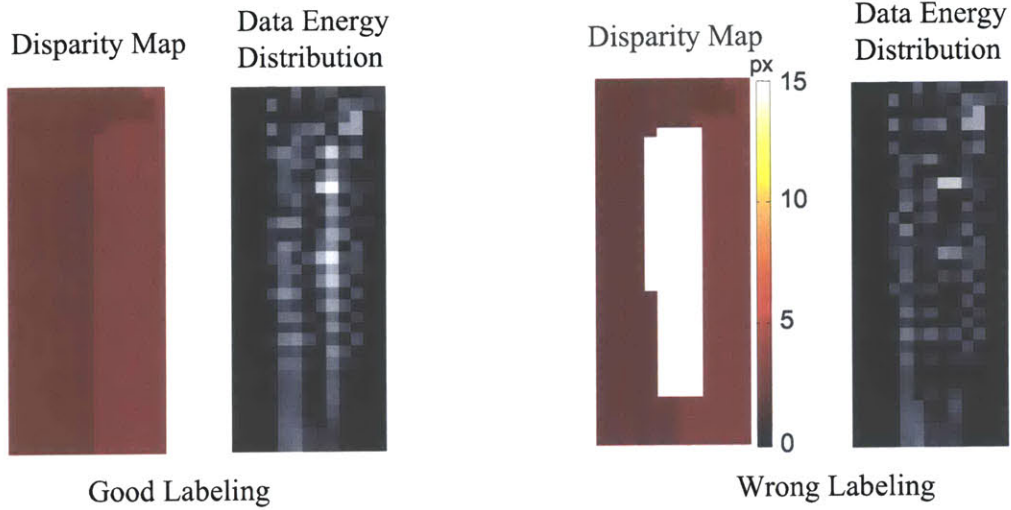 Disparity Map
Data Energy
Distribution
Good Labeling
Disparity Map
px
15
10
5
0
Data Energy
Distribution
Wrong Labeling